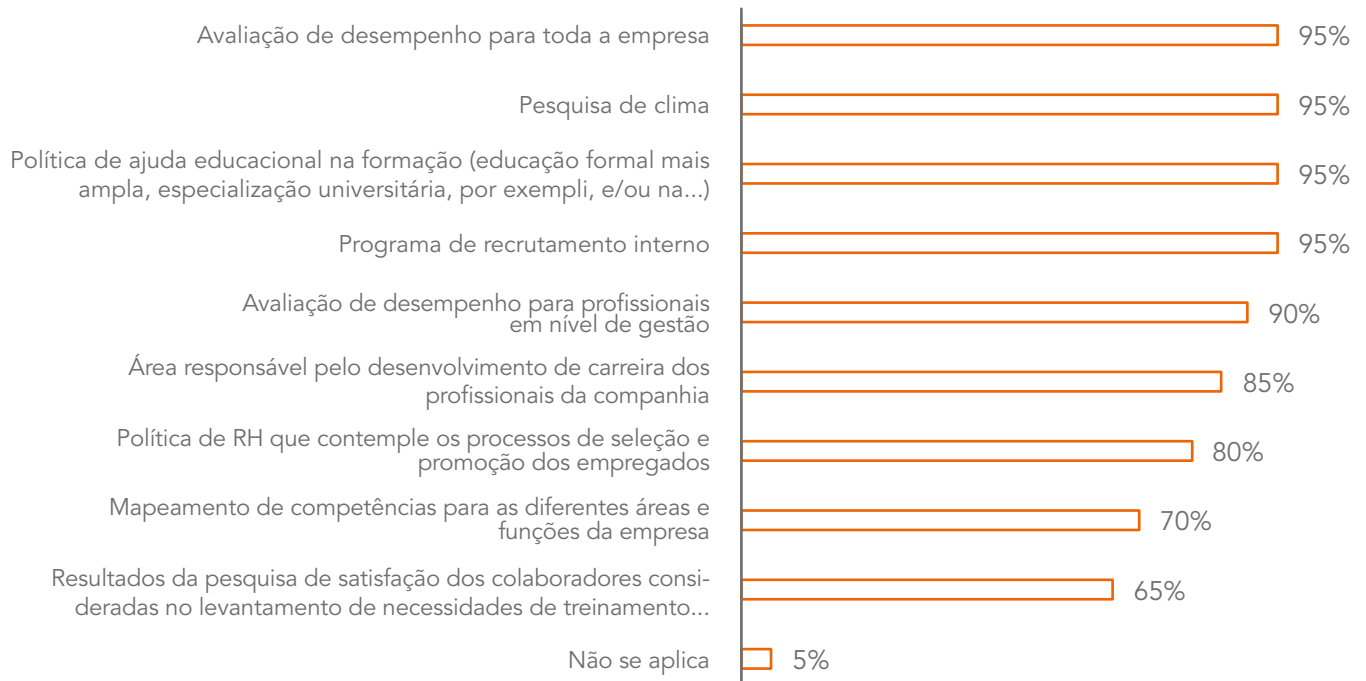 Avaliação de desempenho para toda a empresa
95%
Pesquisa de clima
95%
Política de ajuda educacional na formação (educação formal mais
ampla, especialização universitária, por exempli, e/ou na...)
95%
Programa de recrutamento interno
95%
Avaliação de desempenho para profissionais
em nível de gestão
90%
Área responsável pelo desenvolvimento de carreira dos
profissionais da companhia
85%
Política de RH que contemple os processos de seleção e
promoção dos empregados
80%
Mapeamento de competências para as diferentes áreas e
funções da empresa
70%
Resultados da pesquisa de satisfação dos colaboradores consi-
deradas no levantamento de necessidades de treinamento...
65%
Não se aplica
5%